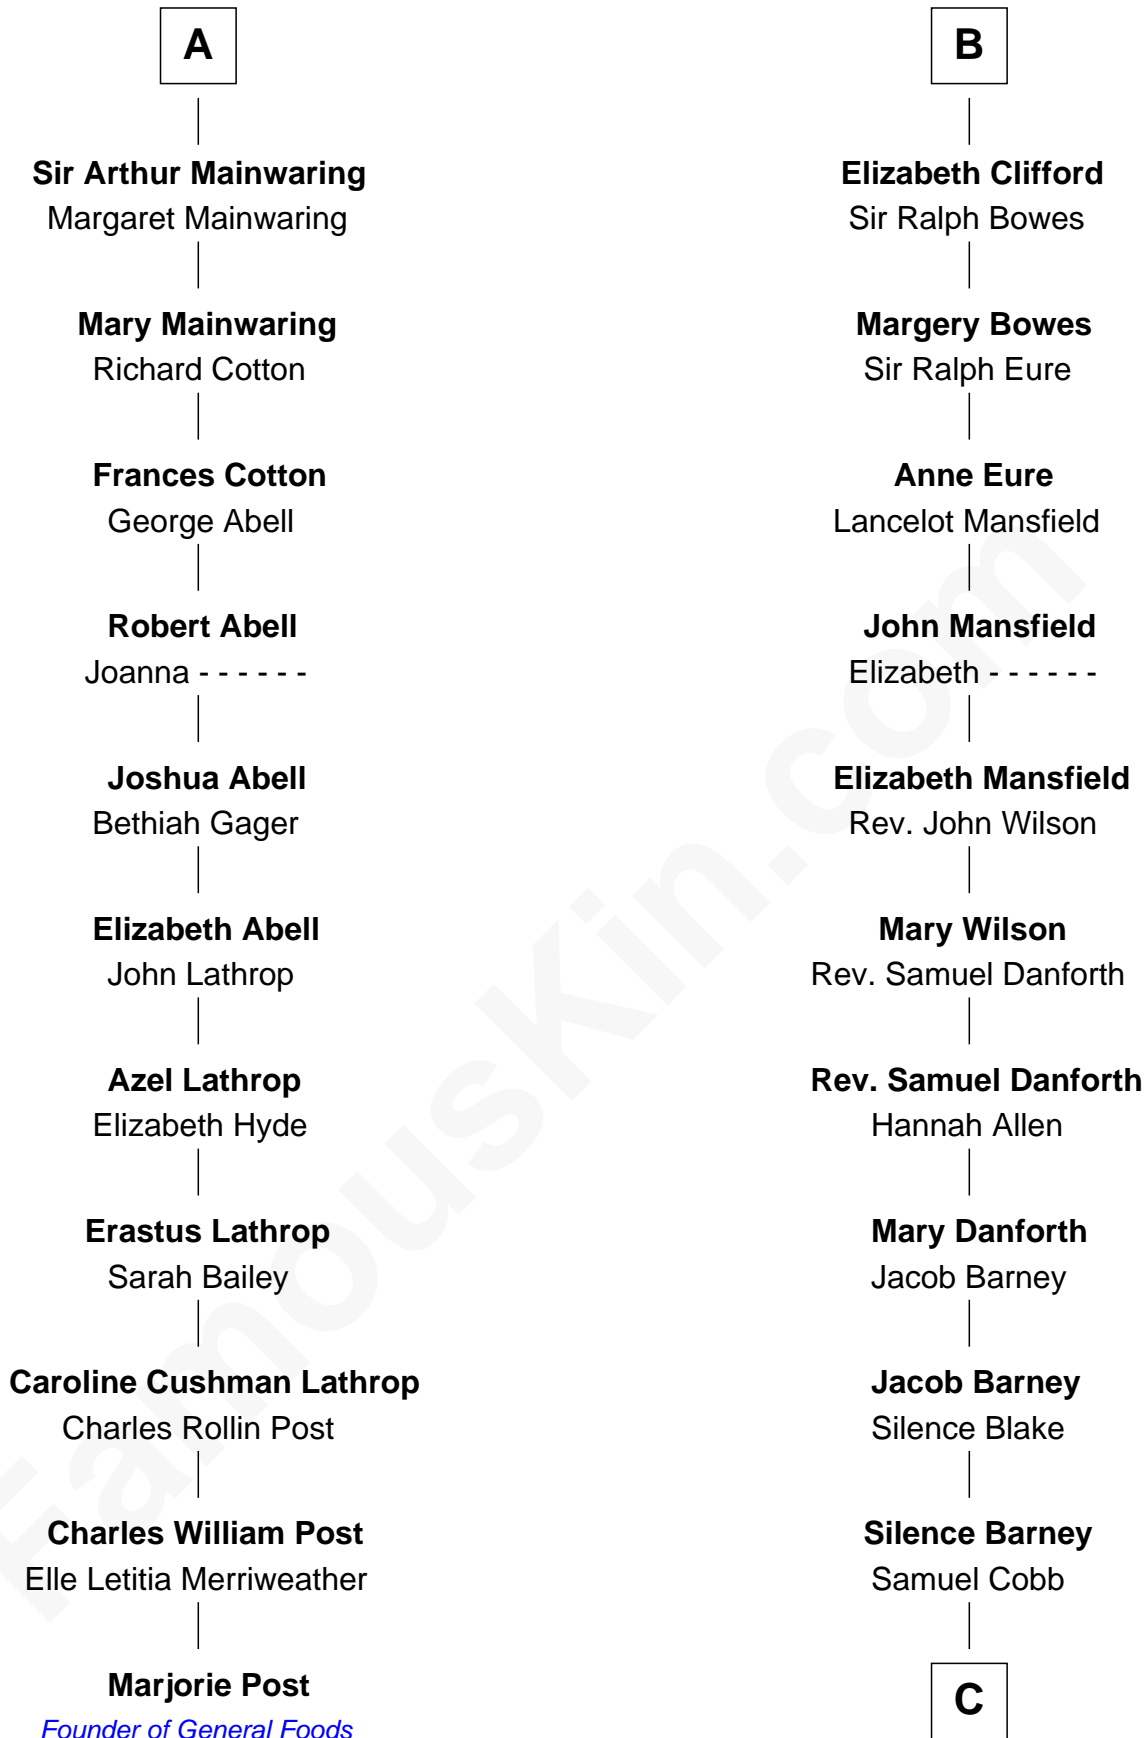 A
Sir Arthur Mainwaring
Margaret Mainwaring
Mary Mainwaring
Richard Cotton
Frances Cotton
George Abell
Robert Abell
Joanna - - - - - -
Joshua Abell
Bethiah Gager
Elizabeth Abell
John Lathrop
Azel Lathrop
Elizabeth Hyde
Erastus Lathrop
Sarah Bailey
Caroline Cushman Lathrop
Charles Rollin Post
Charles William Post
Elle Letitia Merriweather
Marjorie Post
Founder of General Foods
B
Elizabeth Clifford
Sir Ralph Bowes
Margery Bowes
Sir Ralph Eure
Anne Eure
Lancelot Mansfield
John Mansfield
Elizabeth - - - - - -
Elizabeth Mansfield
Rev. John Wilson
Mary Wilson
Rev. Samuel Danforth
Rev. Samuel Danforth
Hannah Allen
Mary Danforth
Jacob Barney
Jacob Barney
Silence Blake
Silence Barney
Samuel Cobb
C
FamousKin.com